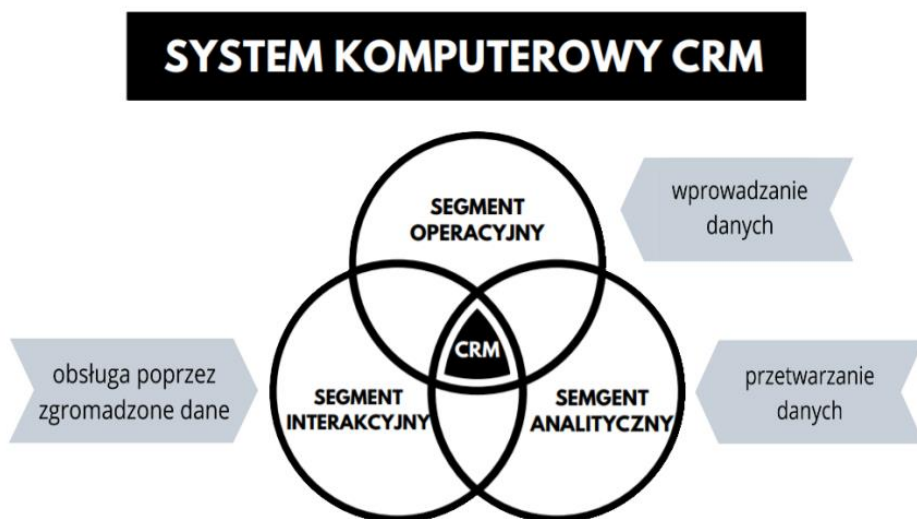 SYSTEM KOMPUTEROWY CRM
SEGMENT
OPERACYJNY
wprowadzanie
danych
CRM
obsługa poprzez
zgromadzone dane
SEGMENT
INTERAKCYJNY
SEMGENT
ANALITYCZNY
przetwarzanie
danych